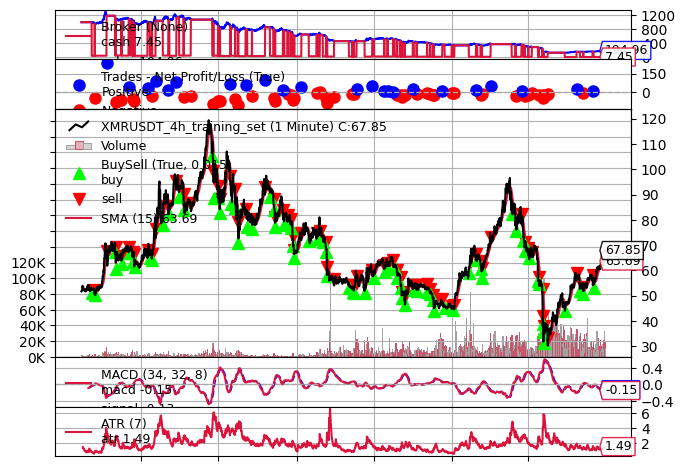 Broker (None)
cash 7.45
1200
800
7.45
0
Trades - Net Profit/Loss (True)
Positive
150
0
XMRUSDT_4h_training_set (1 Minute) C:67.85
Volume
BuySell (True, 0.
buy
sell
SMA (15) 63.69
120
110
100
90
80
70
67.85
60
50
40
30
120K
100K
80K
60K
40K
20K
0K
MACD (34, 32, 8)
macd -0.15
0.4
0.0
-0.15
−0.4
ATR (7)
atr 1.49
6
4
2
1.49